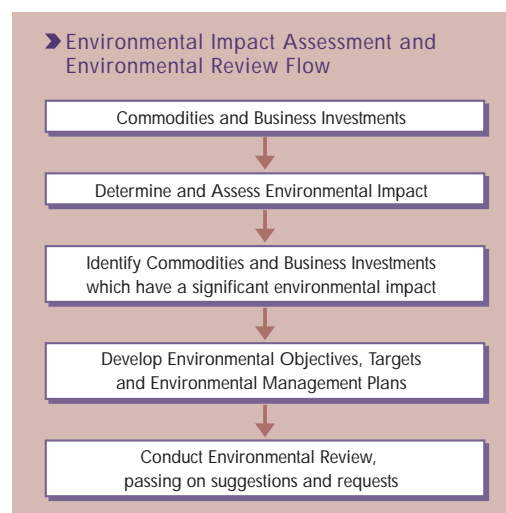 Environmental Impact Assessment and
Environmental Review Flow
Commodities and Business Investments
Determine and Assess Environmental Impact
Identify Commodities and Business Investments
which have a significant environmental impact
Develop Environmental Objectives, Targets
and Environmental Management Plans
Conduct Environmental Review,
passing on suggestions and requests